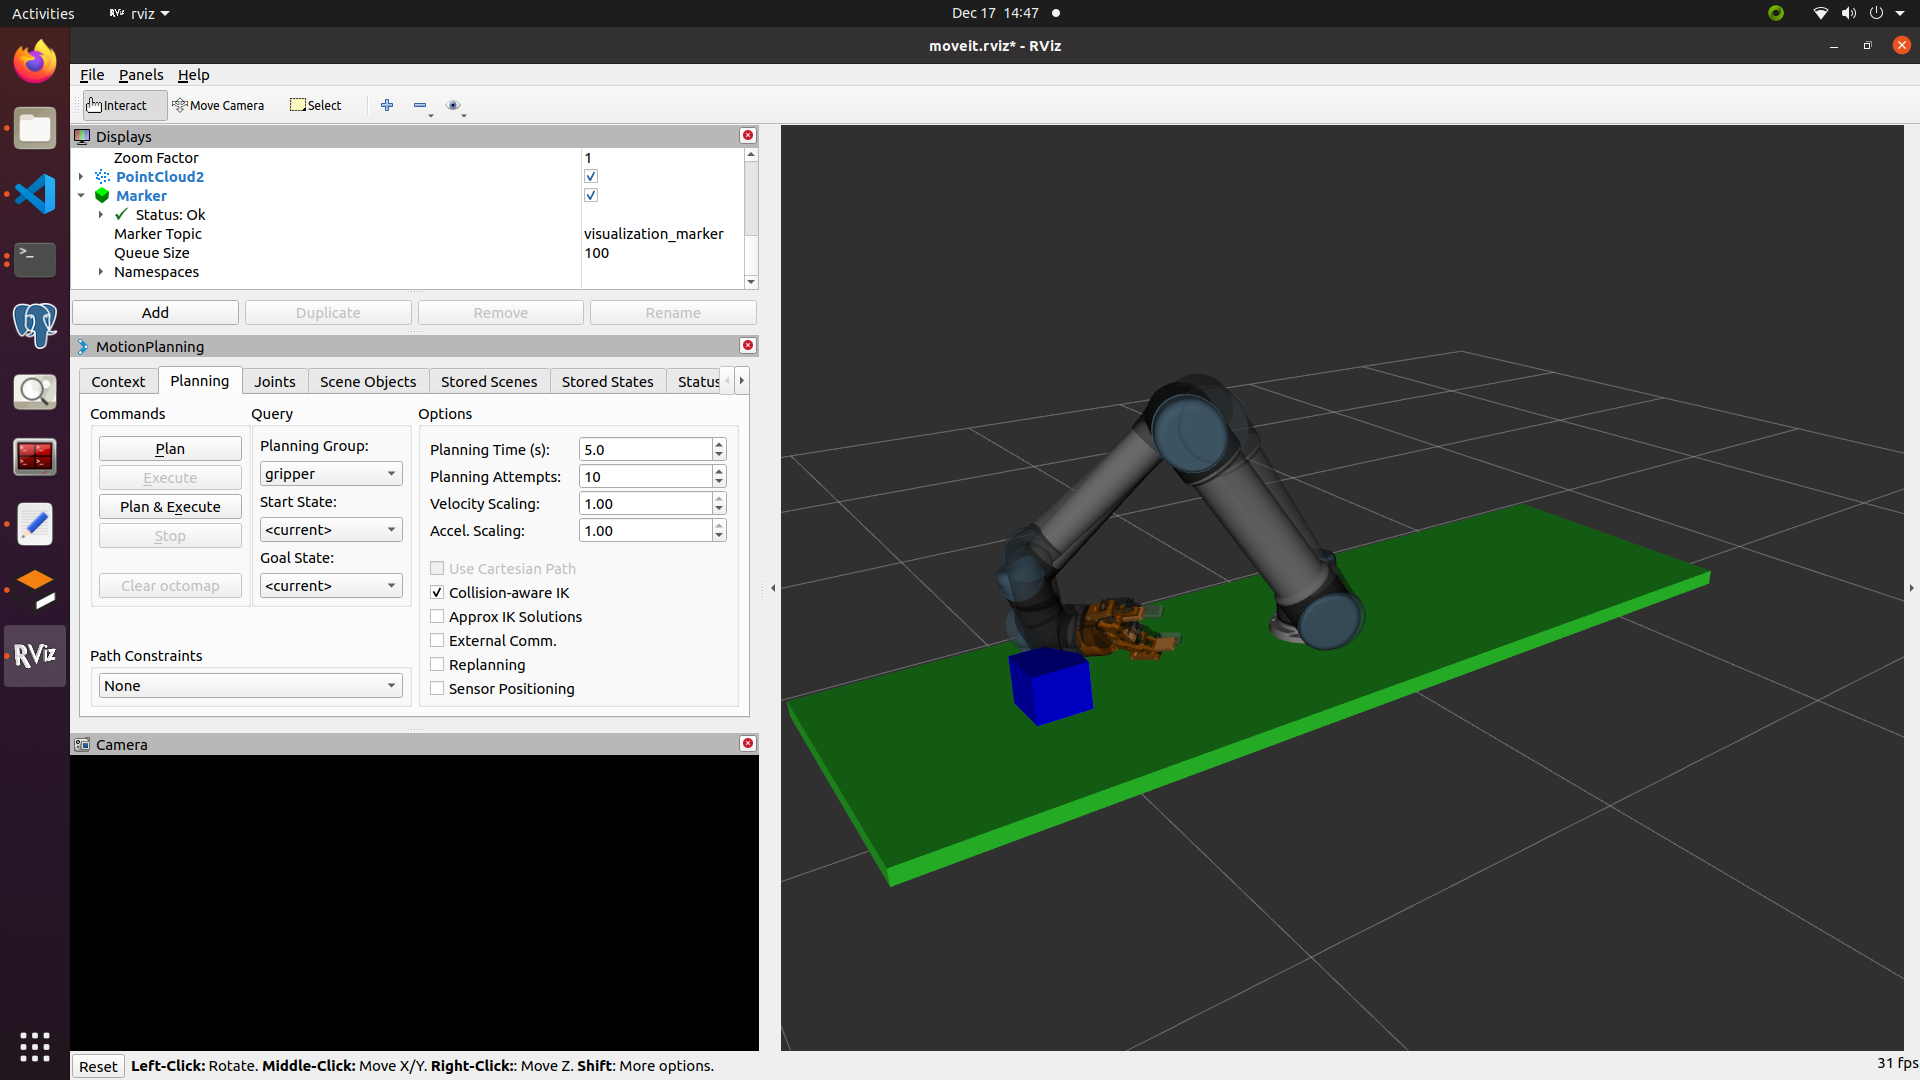 Activities RViz rviz Dec 17 14:47
moveit.rviz* - RViz
File Panels Help
Interact Move Camera Select
Displays
Zoom Factor 1
PointCloud2
Marker
Status: Ok
Marker Topic visualization_marker
Queue Size 100
Namespaces
Add Duplicate Remove Rename
MotionPlanning
Context Planning Joints Scene Objects Stored Scenes Stored States Status
Commands
Plan
Execute
Plan & Execute
Stop
Clear octomap
Query
Planning Group:
gripper
Start State:
<current>
Goal State:
<current>
Options
Planning Time (s): 5.0
Planning Attempts: 10
Velocity Scaling: 1.00
Accel. Scaling: 1.00
Use Cartesian Path
Collision-aware IK
Approx IK Solutions
External Comm.
Replanning
Sensor Positioning
Path Constraints
None
RViz
Camera
Reset Left-Click: Rotate. Middle-Click: Move X/Y. Right-Click:: Move Z. Shift: More options. 31 fps